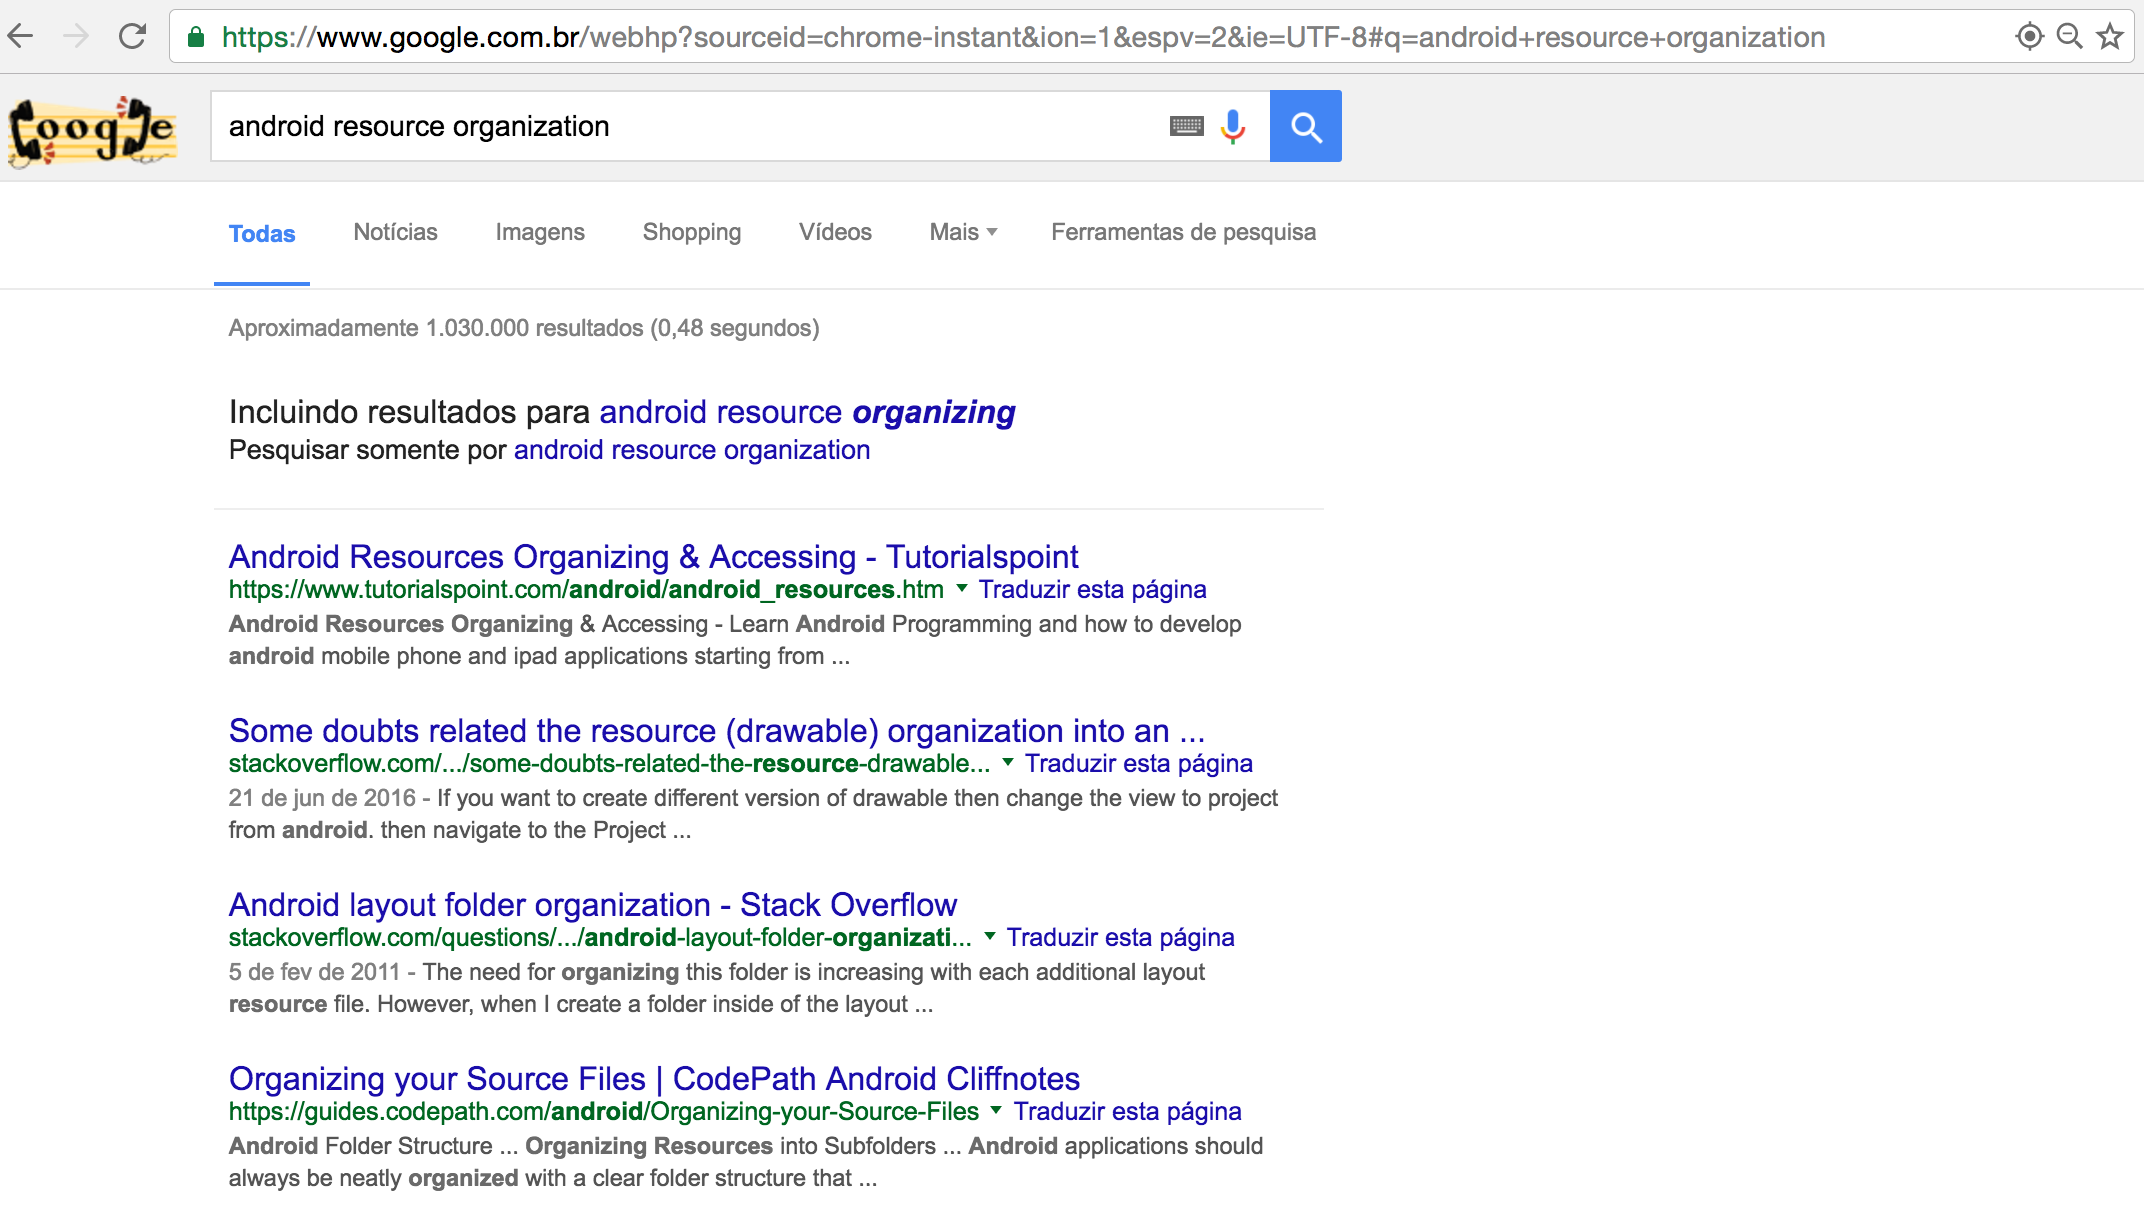 https://www.google.com.br/webhp?sourceid=chrome-instant&ion=1&espv=2&ie=UTF-8#q=android+resource+organization
Google
android resource organization
Todas Notícias Imagens Shopping Vídeos Mais Ferramentas de pesquisa
Aproximadamente 1.030.000 resultados (0,48 segundos)
Incluindo resultados para android resource organizing
Pesquisar somente por android resource organization
Android Resources Organizing & Accessing - Tutorialspoint
https://www.tutorialspoint.com/android/android_resources.htm Traduzir esta página
Android Resources Organizing & Accessing - Learn Android Programming and how to develop
android mobile phone and ipad applications starting from ...
Some doubts related the resource (drawable) organization into an ...
stackoverflow.com/.../some-doubts-related-the-resource-drawable... Traduzir esta página
21 de jun de 2016 - If you want to create different version of drawable then change the view to project
from android. then navigate to the Project ...
Android layout folder organization - Stack Overflow
stackoverflow.com/questions/.../android-layout-folder-organizati... Traduzir esta página
5 de fev de 2011 - The need for organizing this folder is increasing with each additional layout
resource file. However, when I create a folder inside of the layout ...
Organizing your Source Files | CodePath Android Cliffnotes
https://guides.codepath.com/android/Organizing-your-Source-Files Traduzir esta página
Android Folder Structure ... Organizing Resources into Subfolders ... Android applications should
always be neatly organized with a clear folder structure that ...